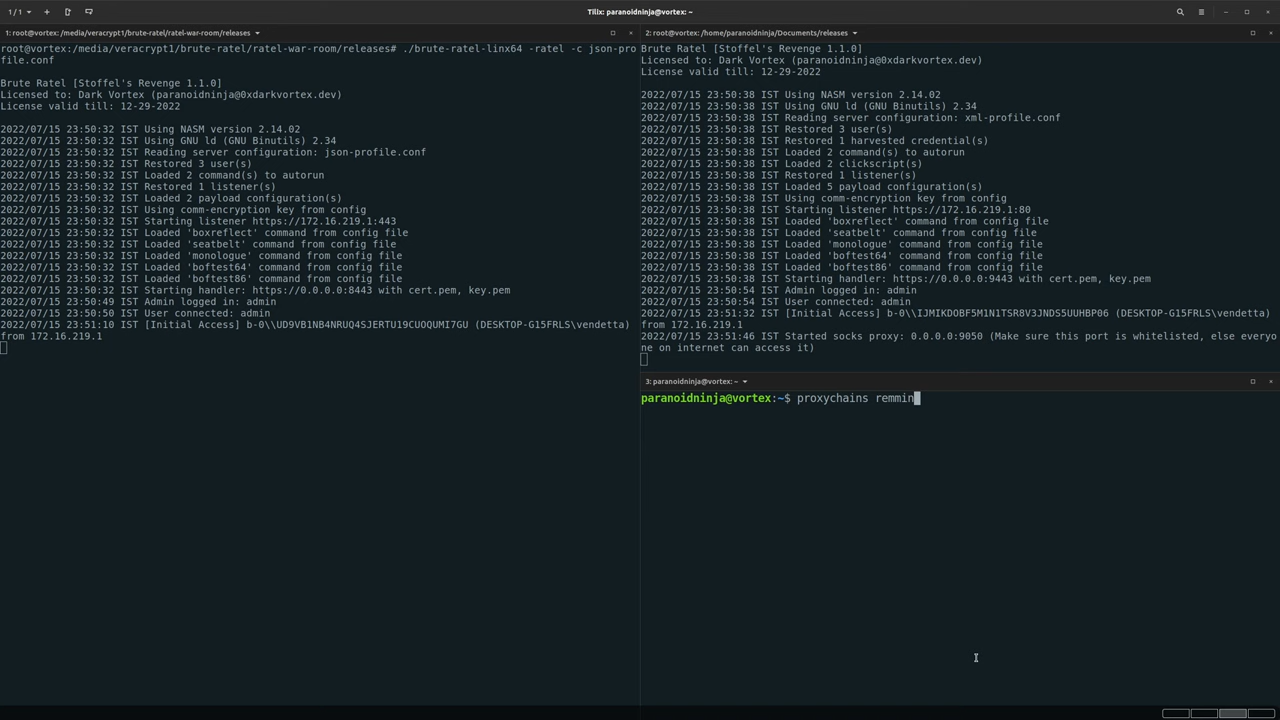 1 / 1
Tilix: paranoidninja@vortex: ~
1: root@vortex: /media/veracrypt1/brute-ratel/ratel-war-room/releases
root@vortex:/media/veracrypt1/brute-ratel/ratel-war-room/releases# ./brute-ratel-linx64 -ratel -c json-pro
file.conf
Brute Ratel [Stoffel's Revenge 1.1.0]
Licensed to: Dark Vortex (paranoidninja@0xdarkvortex.dev)
License valid till: 12-29-2022
2022/07/15 23:50:32 IST Using NASM version 2.14.02
2022/07/15 23:50:32 IST Using GNU ld (GNU Binutils) 2.34
2022/07/15 23:50:32 IST Reading server configuration: json-profile.conf
2022/07/15 23:50:32 IST Restored 3 user(s)
2022/07/15 23:50:32 IST Loaded 2 command(s) to autorun
2022/07/15 23:50:32 IST Restored 1 listener(s)
2022/07/15 23:50:32 IST Loaded 2 payload configuration(s)
2022/07/15 23:50:32 IST Using comm-encryption key from config
2022/07/15 23:50:32 IST Starting listener https://172.16.219.1:443
2022/07/15 23:50:32 IST Loaded 'boxreflect' command from config file
2022/07/15 23:50:32 IST Loaded 'seatbelt' command from config file
2022/07/15 23:50:32 IST Loaded 'monologue' command from config file
2022/07/15 23:50:32 IST Loaded 'boftest64' command from config file
2022/07/15 23:50:32 IST Loaded 'boftest86' command from config file
2022/07/15 23:50:32 IST Starting handler: https://0.0.0.0:8443 with cert.pem, key.pem
2022/07/15 23:50:49 IST Admin logged in: admin
2022/07/15 23:50:50 IST User connected: admin
2022/07/15 23:51:10 IST [Initial Access] b-0\\UD9VB1NB4NRUQ4SJERTU19CUOQUMI7GU (DESKTOP-G15FRLS\vendetta)
from 172.16.219.1
2: root@vortex: /home/paranoidninja/Documents/releases
Brute Ratel [Stoffel's Revenge 1.1.0]
Licensed to: Dark Vortex (paranoidninja@0xdarkvortex.dev)
License valid till: 12-29-2022
2022/07/15 23:50:38 IST Using NASM version 2.14.02
2022/07/15 23:50:38 IST Using GNU ld (GNU Binutils) 2.34
2022/07/15 23:50:38 IST Reading server configuration: xml-profile.conf
2022/07/15 23:50:38 IST Restored 3 user(s)
2022/07/15 23:50:38 IST Restored 1 harvested credential(s)
2022/07/15 23:50:38 IST Loaded 2 command(s) to autorun
2022/07/15 23:50:38 IST Loaded 2 clickscript(s)
2022/07/15 23:50:38 IST Restored 1 listener(s)
2022/07/15 23:50:38 IST Loaded 5 payload configuration(s)
2022/07/15 23:50:38 IST Using comm-encryption key from config
2022/07/15 23:50:38 IST Starting listener https://172.16.219.1:80
2022/07/15 23:50:38 IST Loaded 'boxreflect' command from config file
2022/07/15 23:50:38 IST Loaded 'seatbelt' command from config file
2022/07/15 23:50:38 IST Loaded 'monologue' command from config file
2022/07/15 23:50:38 IST Loaded 'boftest64' command from config file
2022/07/15 23:50:38 IST Loaded 'boftest86' command from config file
2022/07/15 23:50:38 IST Starting handler: https://0.0.0.0:9443 with cert.pem, key.pem
2022/07/15 23:50:54 IST Admin logged in: admin
2022/07/15 23:50:54 IST User connected: admin
2022/07/15 23:51:32 IST [Initial Access] b-0\\IJMIKDOBF5M1N1TSR8V3JNDS5UUHBP06 (DESKTOP-G15FRLS\vendetta)
from 172.16.219.1
2022/07/15 23:51:46 IST Started socks proxy: 0.0.0.0:9050 (Make sure this port is whitelisted, else everyo
ne on internet can access it)
3: paranoidninja@vortex: ~
paranoidninja@vortex:~$ proxychains remmin